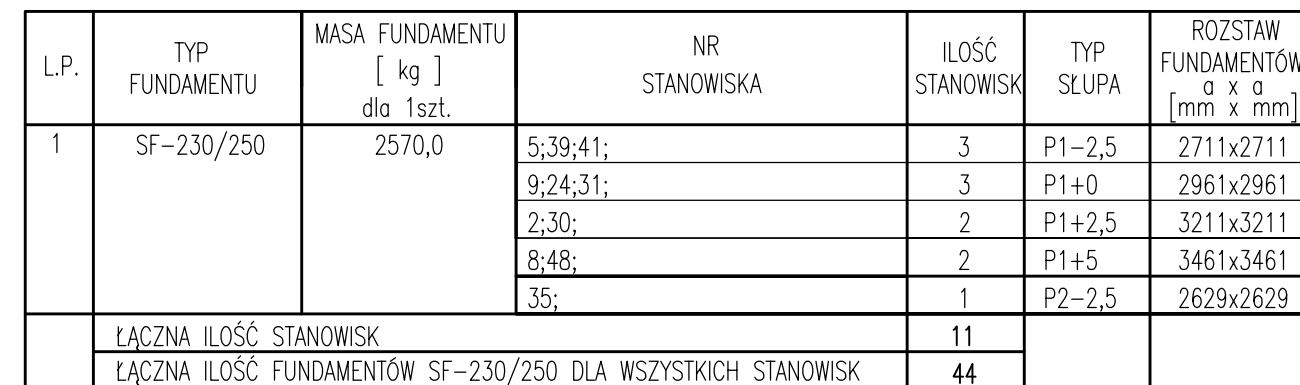 L.P. TYP FUNDAMENTU MASA FUNDAMENTU [ kg ] dla 1szt. NR STANOWISKA ILOŚĆ STANOWISK TYP SŁUPA ROZSTAW FUNDAMENTÓW a x a [mm x mm]
1 SF-230/250 2570,0 5;39;41; 3 P1-2,5 2711x2711
9;24;31; 3 P1+0 2961x2961
2;30; 2 P1+2,5 3211x3211
8;48; 2 P1+5 3461x3461
35; 1 P2-2,5 2629x2629
ŁĄCZNA ILOŚĆ STANOWISK 11
ŁĄCZNA ILOŚĆ FUNDAMENTÓW SF-230/250 DLA WSZYSTKICH STANOWISK 44